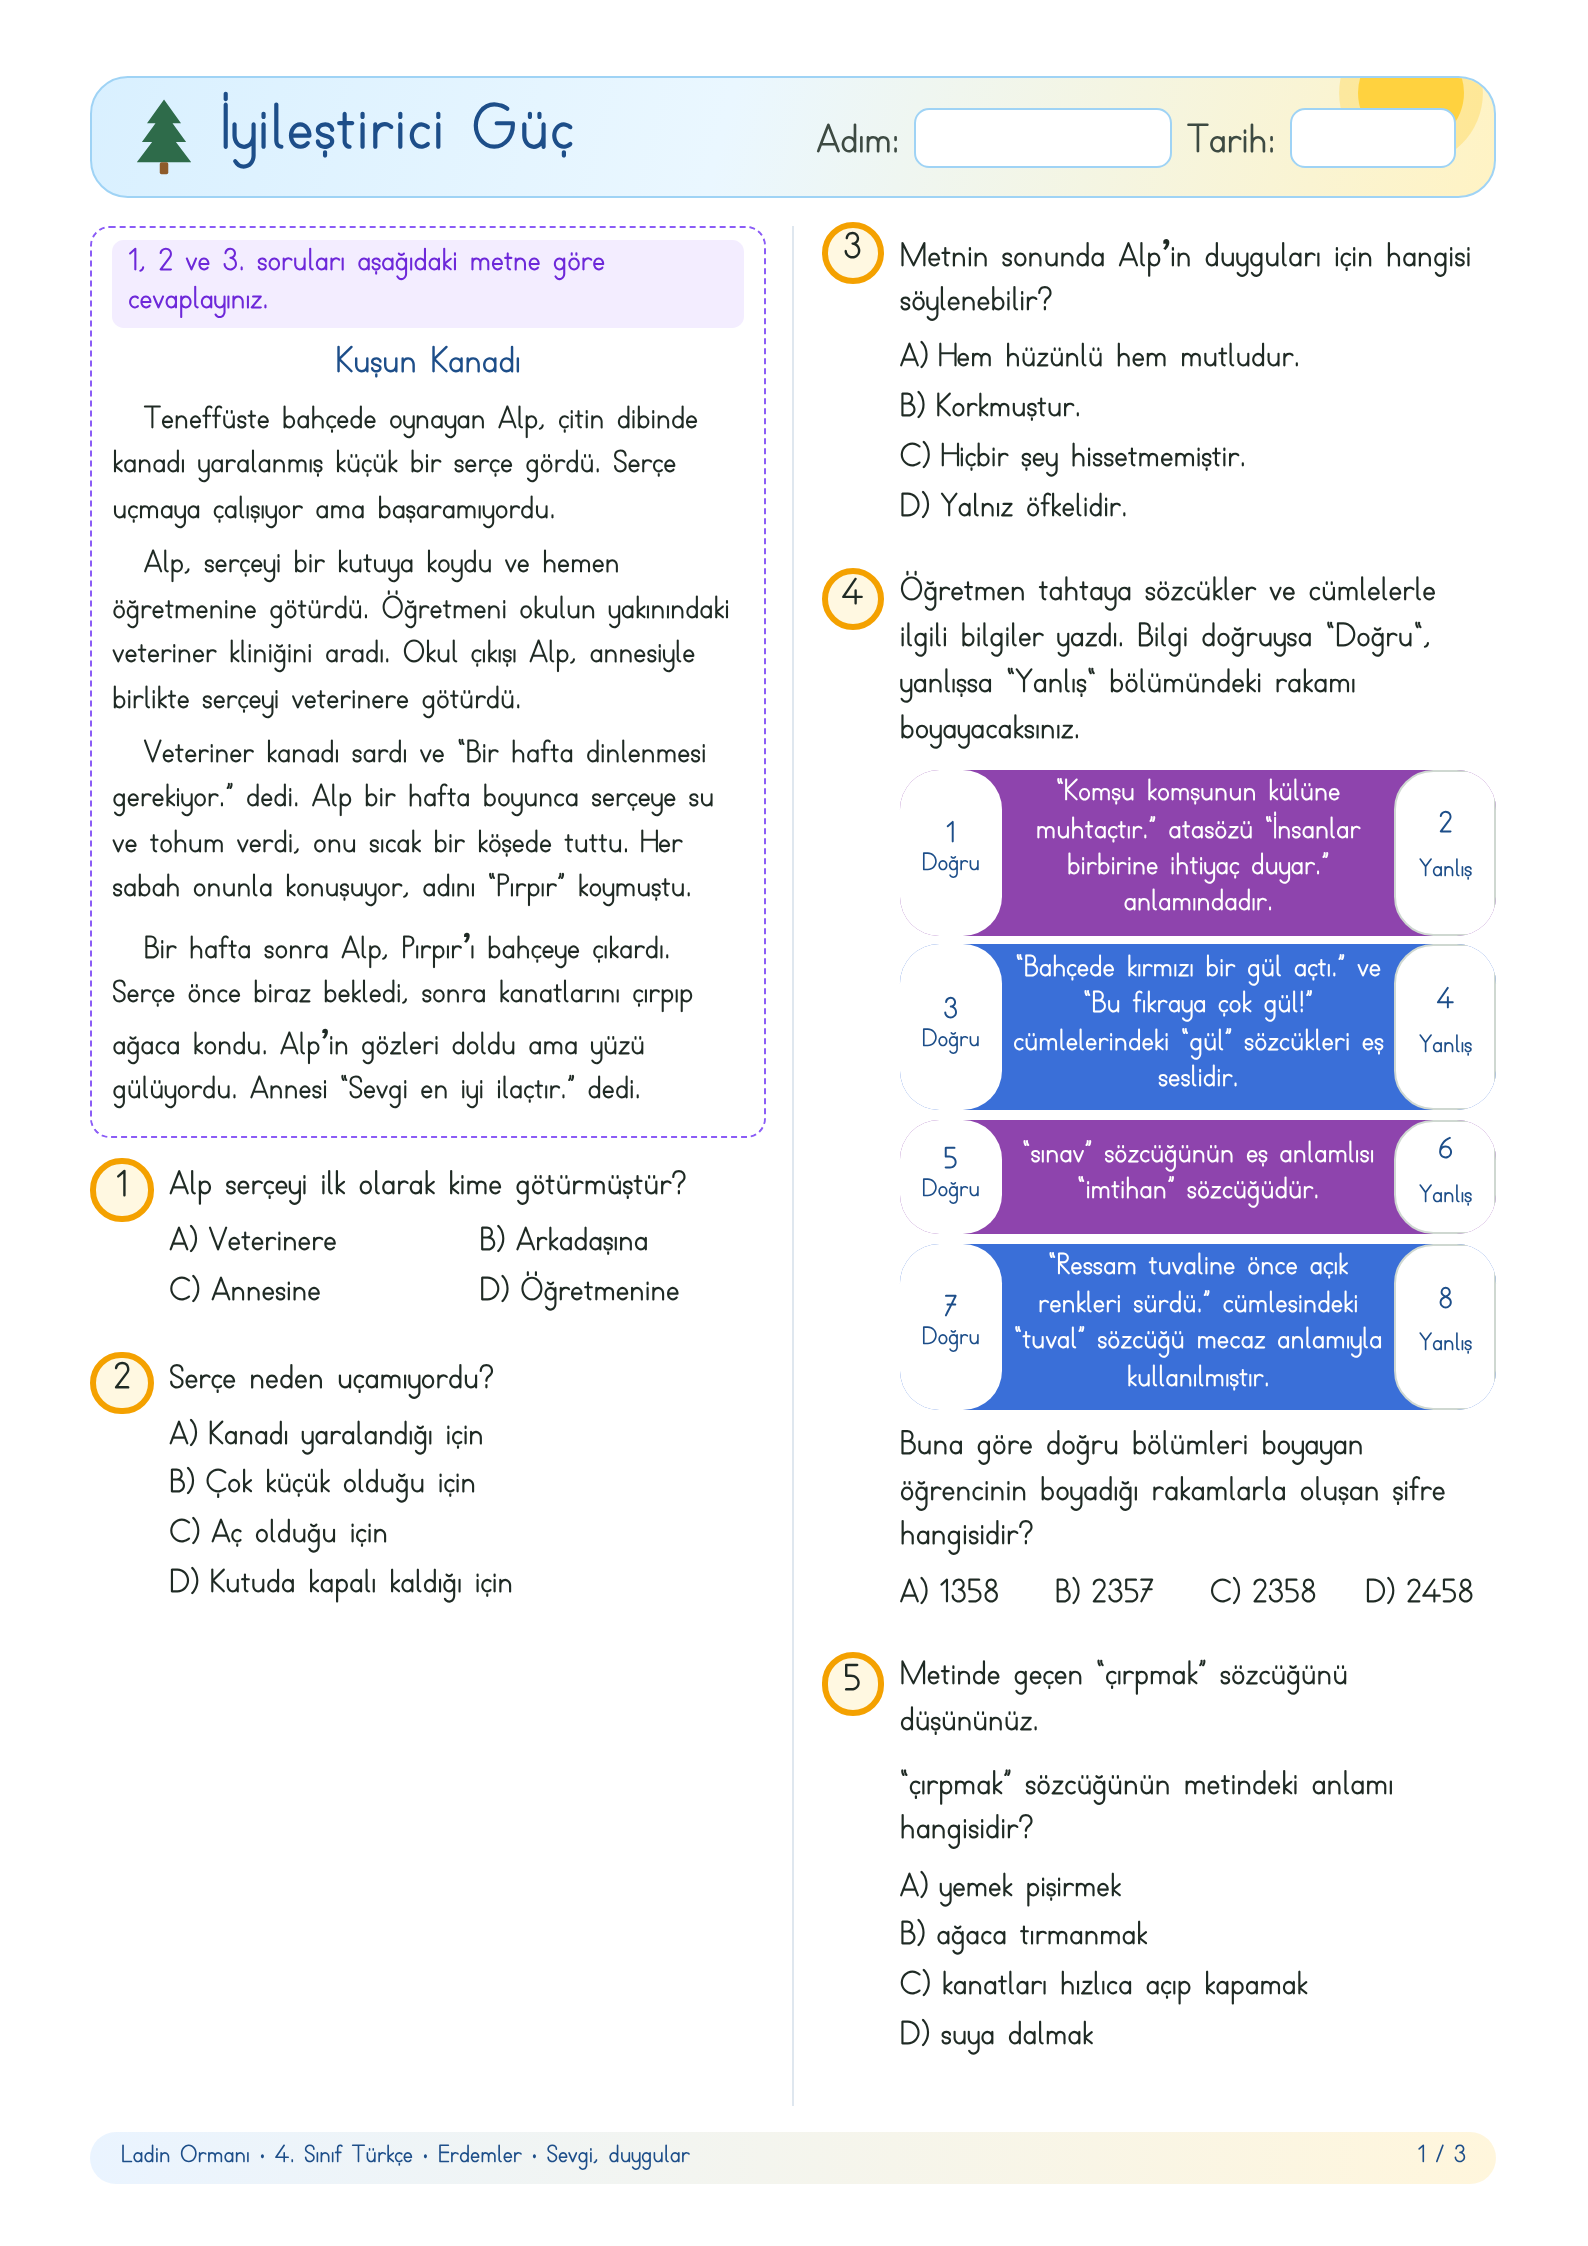 İyileştirici Güç
Adım:
Tarih:
1, 2 ve 3. soruları aşağıdaki metne göre
cevaplayınız.
Kuşun Kanadı
Teneffüste bahçede oynayan Alp, çitin dibinde
kanadı yaralanmış küçük bir serçe gördü. Serçe
uçmaya çalışıyor ama başaramıyordu.
Alp, serçeyi bir kutuya koydu ve hemen
öğretmenine götürdü. Öğretmeni okulun yakınındaki
veteriner kliniğini aradı. Okul çıkışı Alp, annesiyle
birlikte serçeyi veterinere götürdü.
Veteriner kanadı sardı ve “Bir hafta dinlenmesi
gerekiyor.” dedi. Alp bir hafta boyunca serçeye su
ve tohum verdi, onu sıcak bir köşede tuttu. Her
sabah onunla konuşuyor, adını “Pırpır” koymuştu.
Bir hafta sonra Alp, Pırpır’ı bahçeye çıkardı.
Serçe önce biraz bekledi, sonra kanatlarını çırpıp
ağaca kondu. Alp’in gözleri doldu ama yüzü
gülüyordu. Annesi “Sevgi en iyi ilaçtır.” dedi.
1
Alp serçeyi ilk olarak kime götürmüştür?
A) Veterinere
B) Arkadaşına
C) Annesine
D) Öğretmenine
2
Serçe neden uçamıyordu?
A) Kanadı yaralandığı için
B) Çok küçük olduğu için
C) Aç olduğu için
D) Kutuda kapalı kaldığı için
3
Metnin sonunda Alp’in duyguları için hangisi
söylenebilir?
A) Hem hüzünlü hem mutludur.
B) Korkmuştur.
C) Hiçbir şey hissetmemiştir.
D) Yalnız öfkelidir.
4
Öğretmen tahtaya sözcükler ve cümlelerle
ilgili bilgiler yazdı. Bilgi doğruysa “Doğru“,
yanlışsa “Yanlış“ bölümündeki rakamı
boyayacaksınız.
1
Doğru
“Komşu komşunun külüne
muhtaçtır.” atasözü “İnsanlar
birbirine ihtiyaç duyar.”
anlamındadır.
2
Yanlış
3
Doğru
“Bahçede kırmızı bir gül açtı.” ve
“Bu fıkraya çok gül!”
cümlelerindeki “gül” sözcükleri eş
seslidir.
4
Yanlış
5
Doğru
“sınav” sözcüğünün eş anlamlısı
“imtihan” sözcüğüdür.
6
Yanlış
7
Doğru
“Ressam tuvaline önce açık
renkleri sürdü.” cümlesindeki
“tuval” sözcüğü mecaz anlamıyla
kullanılmıştır.
8
Yanlış
Buna göre doğru bölümleri boyayan
öğrencinin boyadığı rakamlarla oluşan şifre
hangisidir?
A) 1358 B) 2357 C) 2358 D) 2458
5
Metinde geçen “çırpmak” sözcüğünü
düşününüz.
“çırpmak” sözcüğünün metindeki anlamı
hangisidir?
A) yemek pişirmek
B) ağaca tırmanmak
C) kanatları hızlıca açıp kapamak
D) suya dalmak
Ladin Ormanı • 4. Sınıf Türkçe • Erdemler • Sevgi, duygular
1 / 3